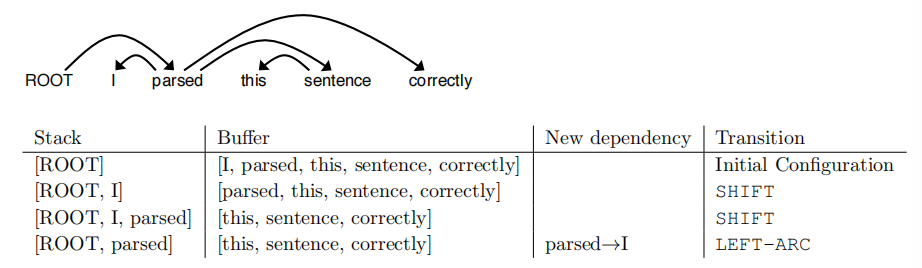 ROOT I parsed this sentence correctly
Stack Buffer New dependency Transition
[ROOT] [I, parsed, this, sentence, correctly] Initial Configuration
[ROOT, I] [parsed, this, sentence, correctly] SHIFT
[ROOT, I, parsed] [this, sentence, correctly] SHIFT
[ROOT, parsed] [this, sentence, correctly] parsed→I LEFT-ARC